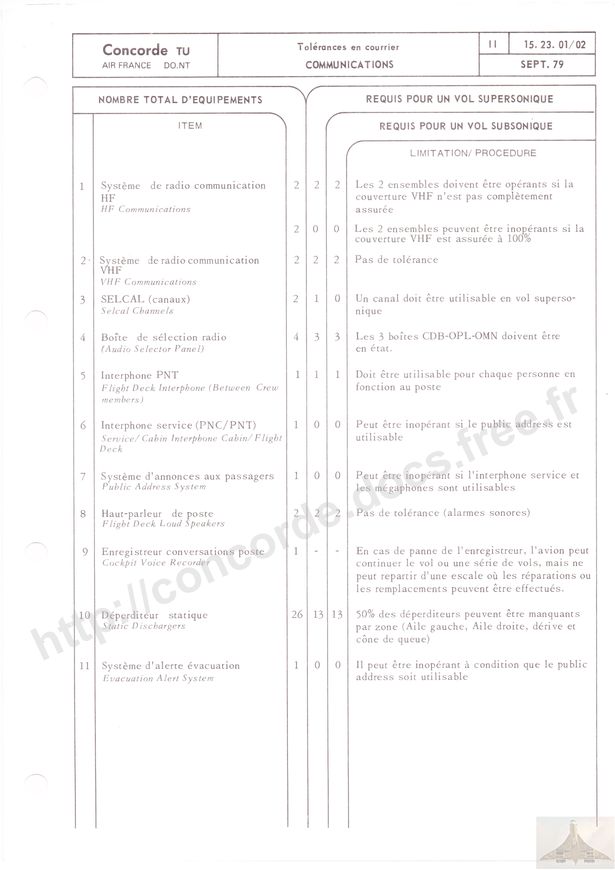 Concorde TU
AIR FRANCE DO.NT
Tolérances en courrier
COMMUNICATIONS
II
15. 23. 01/02
SEPT. 79
NOMBRE TOTAL D'EQUIPEMENTS
REQUIS POUR UN VOL SUPERSONIQUE
ITEM
REQUIS POUR UN VOL SUBSONIQUE
LIMITATION/ PROCEDURE
1 Système de radio communication 2 2 2 Les 2 ensembles doivent être opérants si la
HF couverture VHF n'est pas complètement
HF Communications assurée
2 0 0 Les 2 ensembles peuvent être inopérants si la
couverture VHF est assurée à 100%
2 Système de radio communication 2 2 2 Pas de tolérance
VHF
VHF Communications
3 SELCAL (canaux) 2 1 0 Un canal doit être utilisable en vol superso-
Selcal Channels nique
4 Boîte de sélection radio 4 3 3 Les 3 boîtes CDB-OPL-OMN doivent être
(Audio Selector Panel) en état.
5 Interphone PNT 1 1 1 Doit être utilisable pour chaque personne en
Flight Deck Interphone (Between Crew fonction au poste
members)
6 Interphone service (PNC/PNT) 1 0 0 Peut être inopérant si le public address est
Service/Cabin Interphone Cabin/Flight utilisable
Deck
7 Système d'annonces aux passagers 1 0 0 Peut être inopérant si l'interphone service et
Public Address System les mégaphones sont utilisables
8 Haut-parleur de poste 2 2 2 Pas de tolérance (alarmes sonores)
Flight Deck Loud Speakers
9 Enregistreur conversations poste 1 - - En cas de panne de l'enregistreur, l'avion peut
Cockpit Voice Recorder continuer le vol ou une série de vols, mais ne
peut repartir d'une escale où les réparations ou
les remplacements peuvent être effectués.
10 Déperditeur statique 26 13 13 50% des déperditeurs peuvent être manquants
Static Dischargers par zone (Aile gauche, Aile droite, dérive et
cône de queue)
11 Système d'alerte évacuation 1 0 0 Il peut être inopérant à condition que le public
Evacuation Alert System address soit utilisable
http://concorde.docs.free.fr